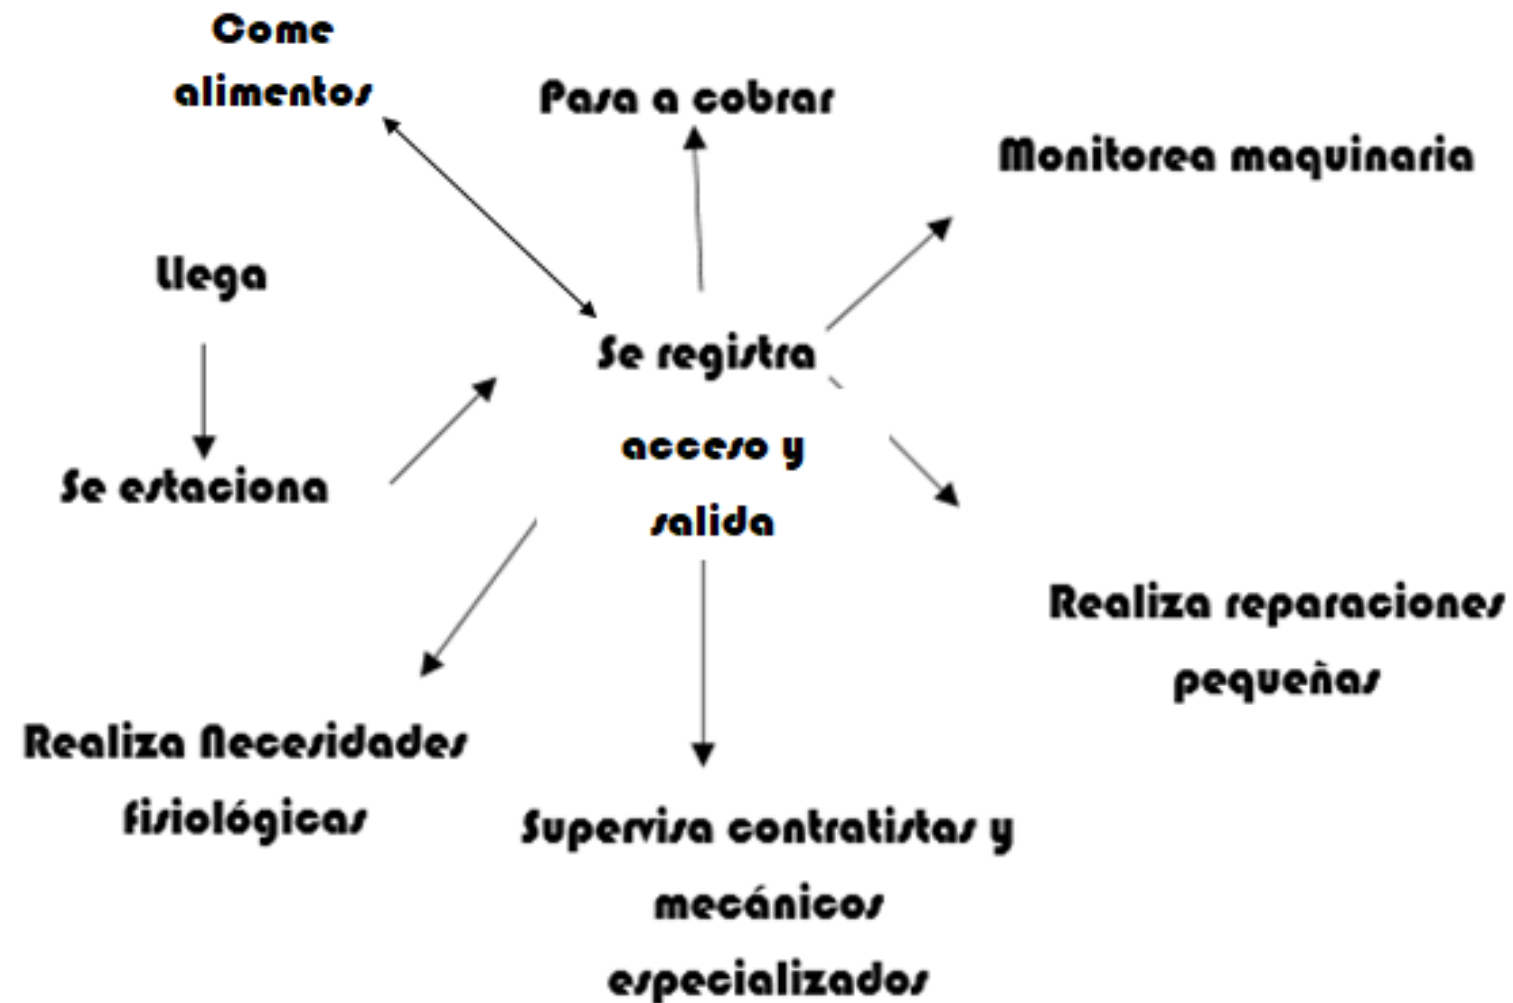 Come
alimentos
Pasa a cobrar
Monitorea maquinaria
Llega
Se registra
acceso y
salida
Se estaciona
Realiza reparaciones
pequeñas
Realiza Necesidades
fisiológicas
Supervisa contratistas y
mecánicos
especializados